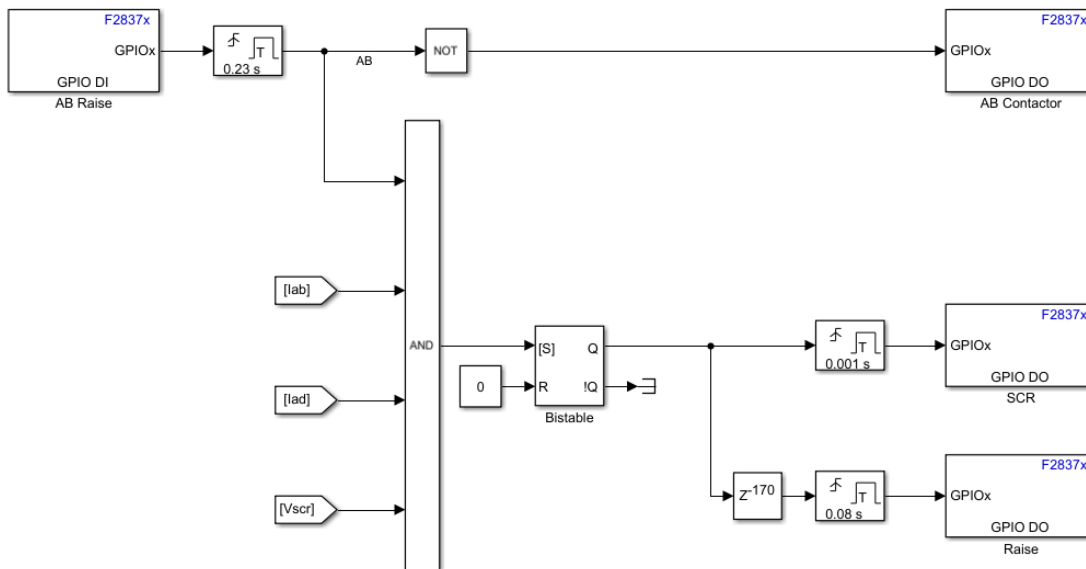 F2837x
GPIOx
GPIO DI
AB Raise
T
0.23 s
AB
NOT
F2837x
GPIOx
GPIO DO
AB Contactor
[Iab]
[Iad]
[Vscr]
AND
0
[S]
Q
R
!Q
Bistable
T
0.001 s
F2837x
GPIOx
GPIO DO
SCR
Z-170
T
0.08 s
F2837x
GPIOx
GPIO DO
Raise